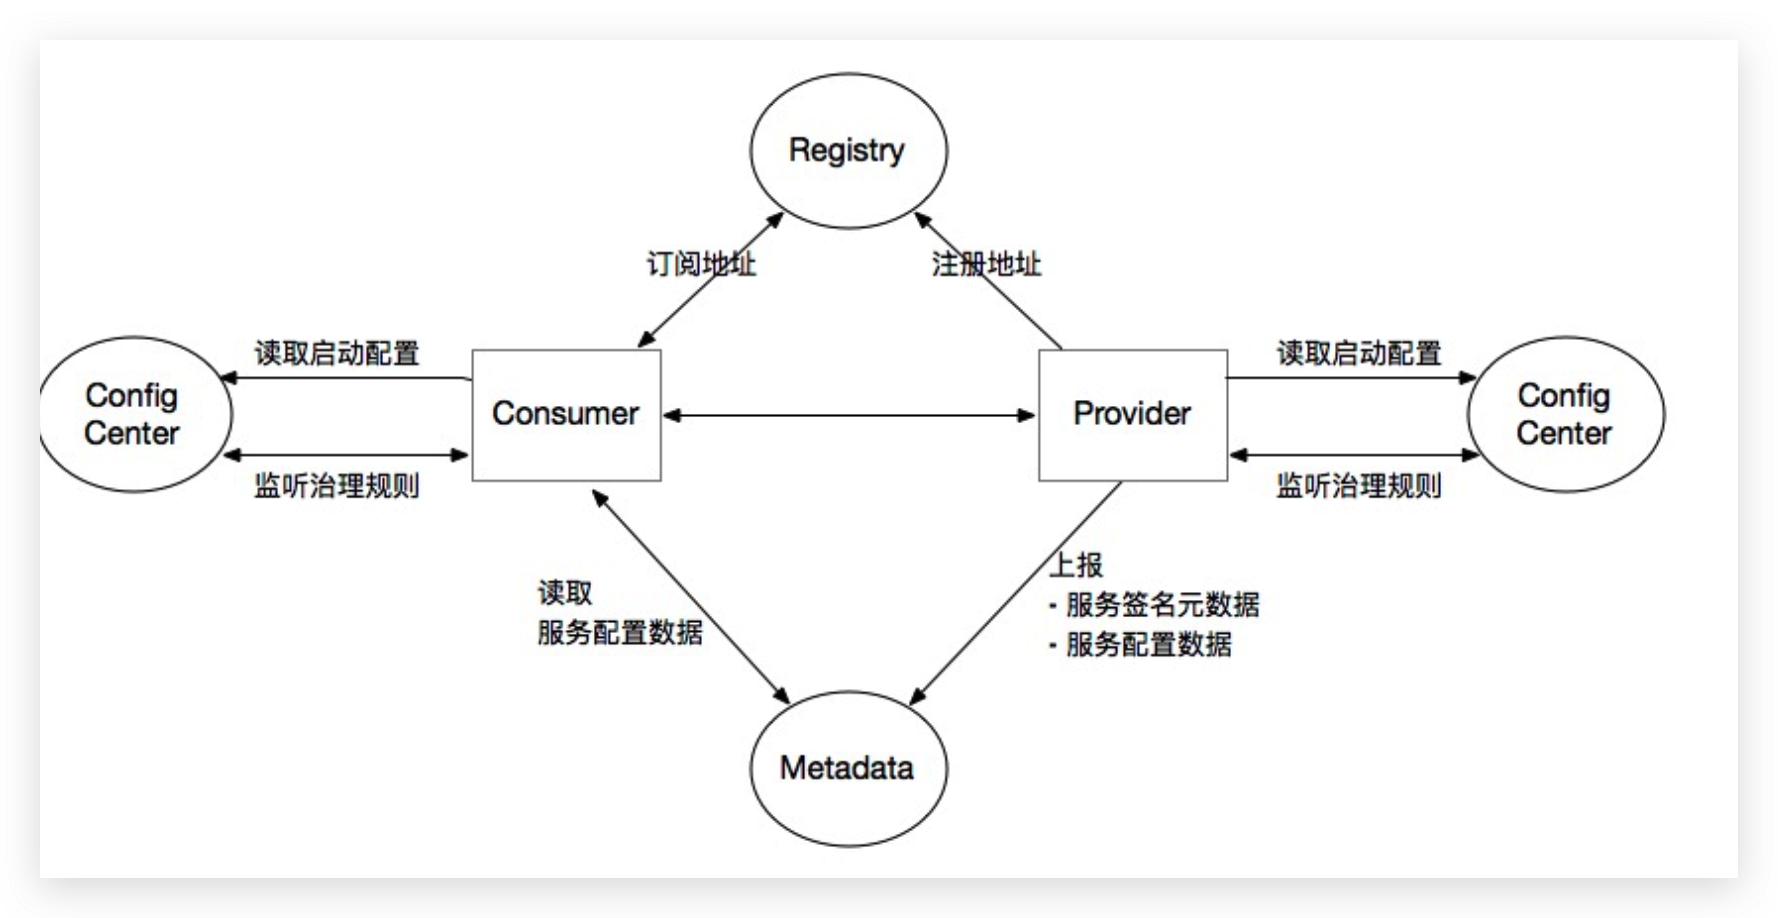 Registry
订阅地址
注册地址
读取启动配置
读取启动配置
Config
Center
Consumer
Provider
Config
Center
监听治理规则
监听治理规则
读取
服务配置数据
上报
- 服务签名元数据
- 服务配置数据
Metadata